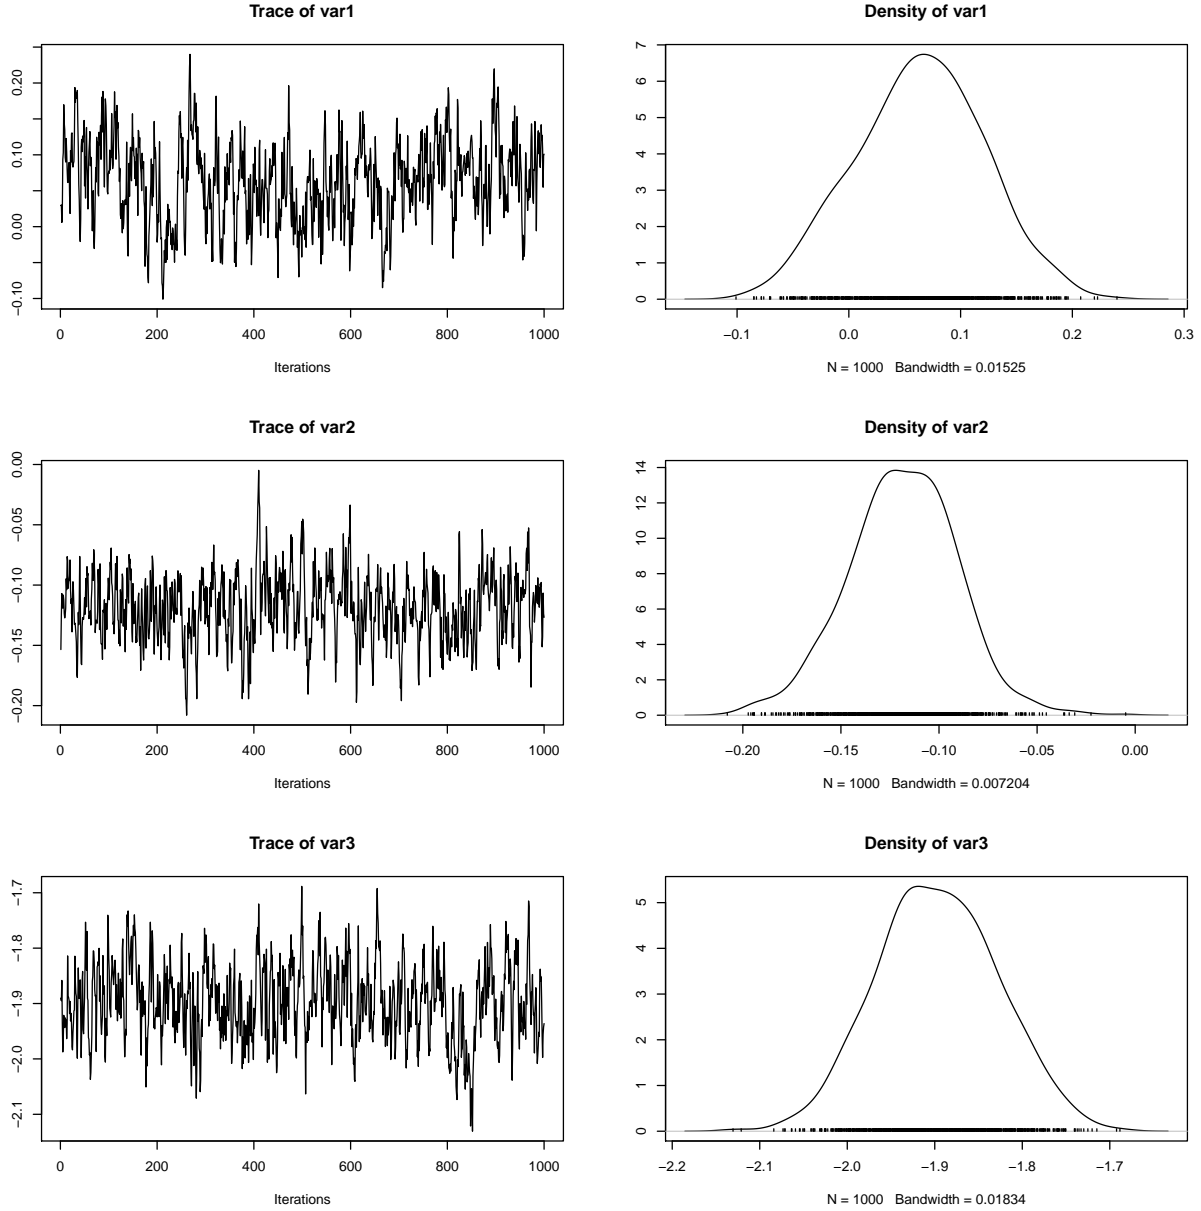 Trace of var1
0.20
0.10
0.00
−0.10
0 200 400 600 800 1000
Iterations
Density of var1
7
6
5
4
3
2
1
0
−0.1 0.0 0.1 0.2 0.3
N = 1000 Bandwidth = 0.01525
Trace of var2
0.00
−0.05
−0.10
−0.15
−0.20
0 200 400 600 800 1000
Iterations
Density of var2
14
12
10
8
6
4
2
0
−0.20 −0.15 −0.10 −0.05 0.00
N = 1000 Bandwidth = 0.007204
Trace of var3
−1.7
−1.8
−1.9
−2.0
−2.1
0 200 400 600 800 1000
Iterations
Density of var3
5
4
3
2
1
0
−2.2 −2.1 −2.0 −1.9 −1.8 −1.7
N = 1000 Bandwidth = 0.01834